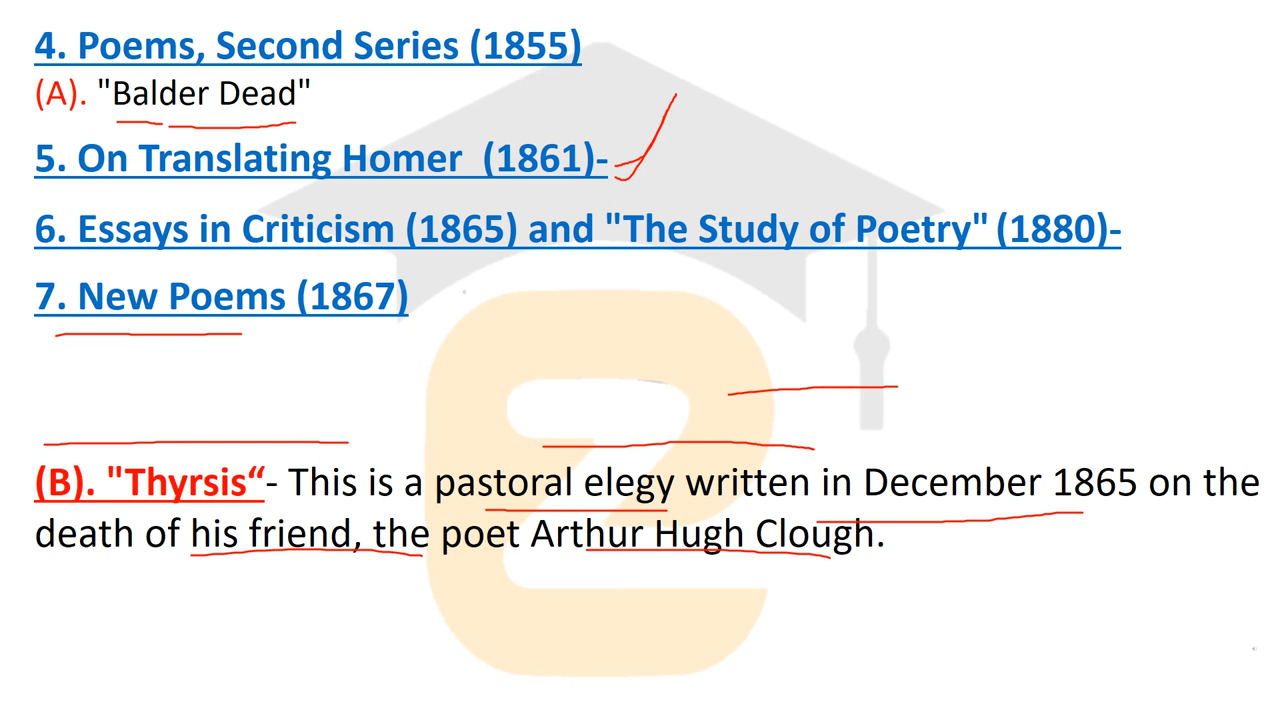 4. Poems, Second Series (1855)
(A). "Balder Dead"
5. On Translating Homer (1861)-
6. Essays in Criticism (1865) and "The Study of Poetry" (1880)-
7. New Poems (1867)
(B). "Thyrsis“- This is a pastoral elegy written in December 1865 on the
death of his friend, the poet Arthur Hugh Clough.